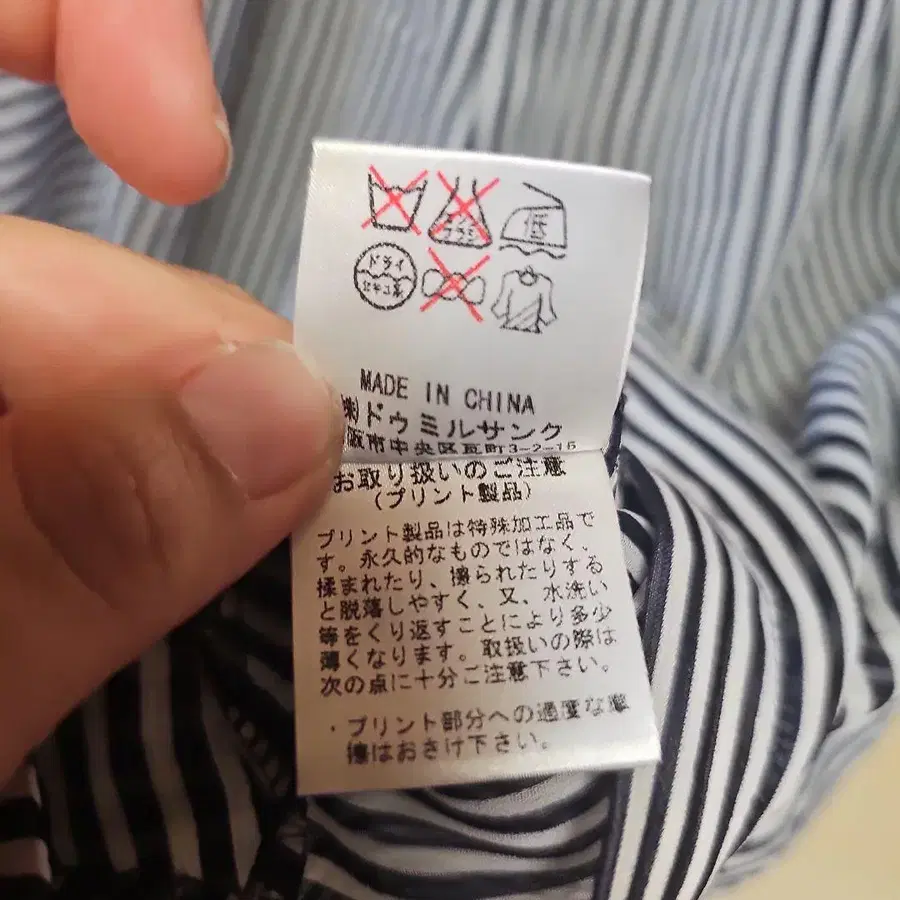 エンソ
サラシ
低
ドライ
セキユ系
MADE IN CHINA
㈱ドゥミルサンク
阪市中央区瓦町3-2-15
お取り扱いのご注意
(プリント製品)
プリント製品は特殊加工品で
す。永久的なものではなく、
揉まれたり、擦られたりする
と脱落しやすく、又、水洗い
等をくり返すことにより多少
薄くなります。取扱いの際は
次の点に十分ご注意下さい。
・プリント部分への過度な摩
擦はおさけ下さい。